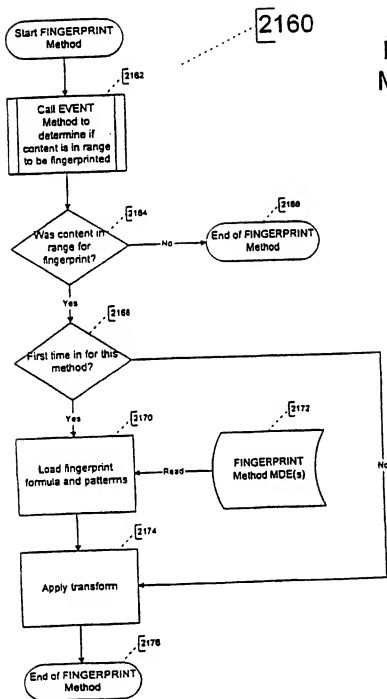 2160
Start FINGERPRINT
Method
2162
Call EVENT
Method to
determine if
content is in range
to be fingerprinted
2164
Was content in
range for
fingerprint?
No
2166
End of FINGERPRINT
Method
Yes
2168
First time in for this
method?
Yes
2170
Load fingerprint
formula and patterns
Read
2172
FINGERPRINT
Method MDE(s)
No
2174
Apply transform
2176
End of FINGERPRINT
Method